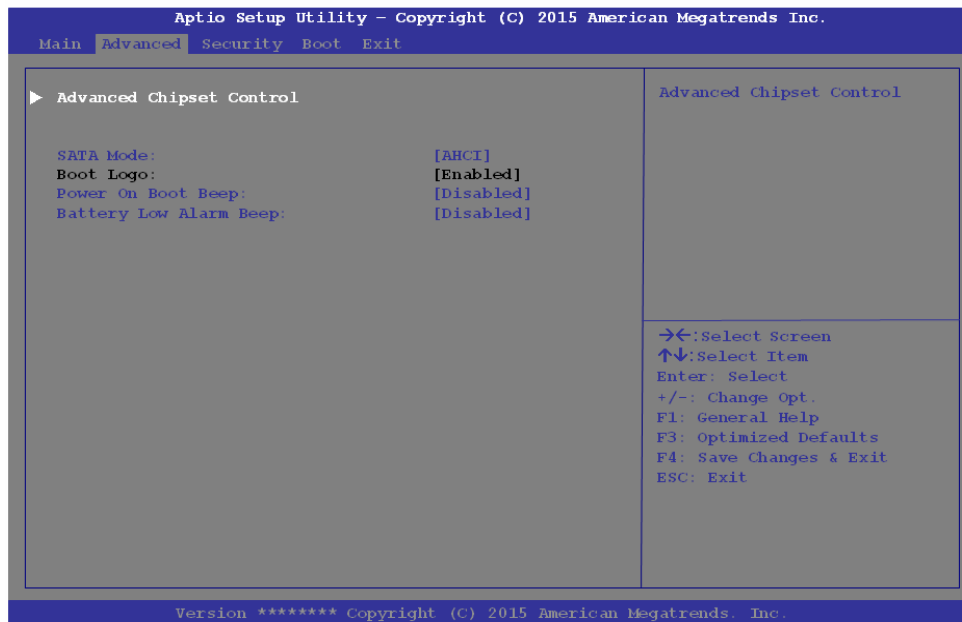 Aptio Setup Utility – Copyright (C) 2015 American Megatrends Inc.
Main Advanced Security Boot Exit
▶ Advanced Chipset Control
SATA Mode: [AHCI]
Boot Logo: [Enabled]
Power On Boot Beep: [Disabled]
Battery Low Alarm Beep: [Disabled]
Advanced Chipset Control
→←:Select Screen
↑↓:Select Item
Enter: Select
+/-: Change Opt.
F1: General Help
F3: Optimized Defaults
F4: Save Changes & Exit
ESC: Exit
Version ******** Copyright (C) 2015 American Megatrends. Inc.